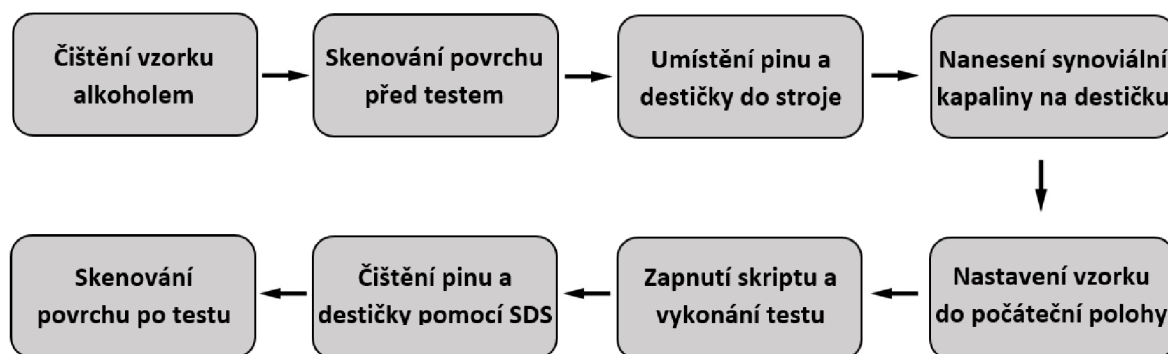 Čištění vzorku
alkoholem
Skenování povrchu
před testem
Umístění pinu a
destičky do stroje
Nanesení synoviální
kapaliny na destičku
Nastavení vzorku
do počáteční polohy
Zapnutí skriptu a
vykonání testu
Čištění pinu a
destičky pomocí SDS
Skenování
povrchu po testu